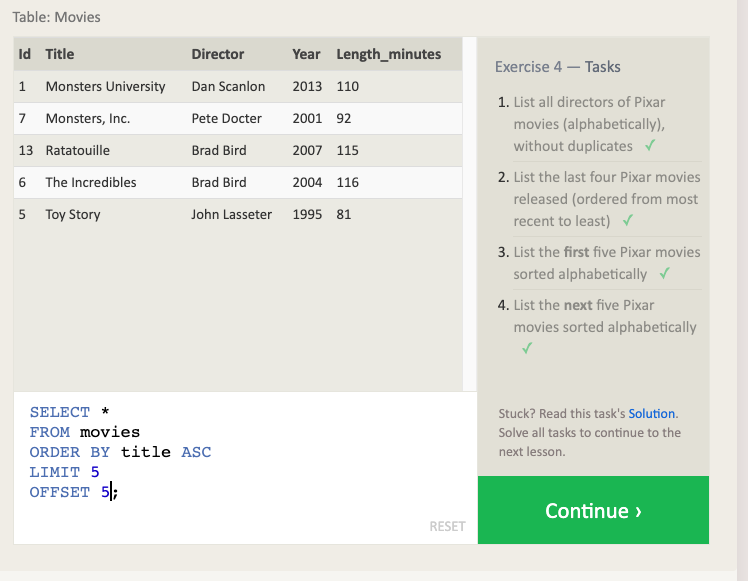 Table: Movies
Id Title Director Year Length_minutes
1 Monsters University Dan Scanlon 2013 110
7 Monsters, Inc. Pete Docter 2001 92
13 Ratatouille Brad Bird 2007 115
6 The Incredibles Brad Bird 2004 116
5 Toy Story John Lasseter 1995 81
SELECT *
FROM movies
ORDER BY title ASC
LIMIT 5
OFFSET 5;
RESET
Exercise 4 — Tasks
1. List all directors of Pixar
movies (alphabetically),
without duplicates ✓
2. List the last four Pixar movies
released (ordered from most
recent to least) ✓
3. List the first five Pixar movies
sorted alphabetically ✓
4. List the next five Pixar
movies sorted alphabetically
✓
Stuck? Read this task's Solution.
Solve all tasks to continue to the
next lesson.
Continue ›